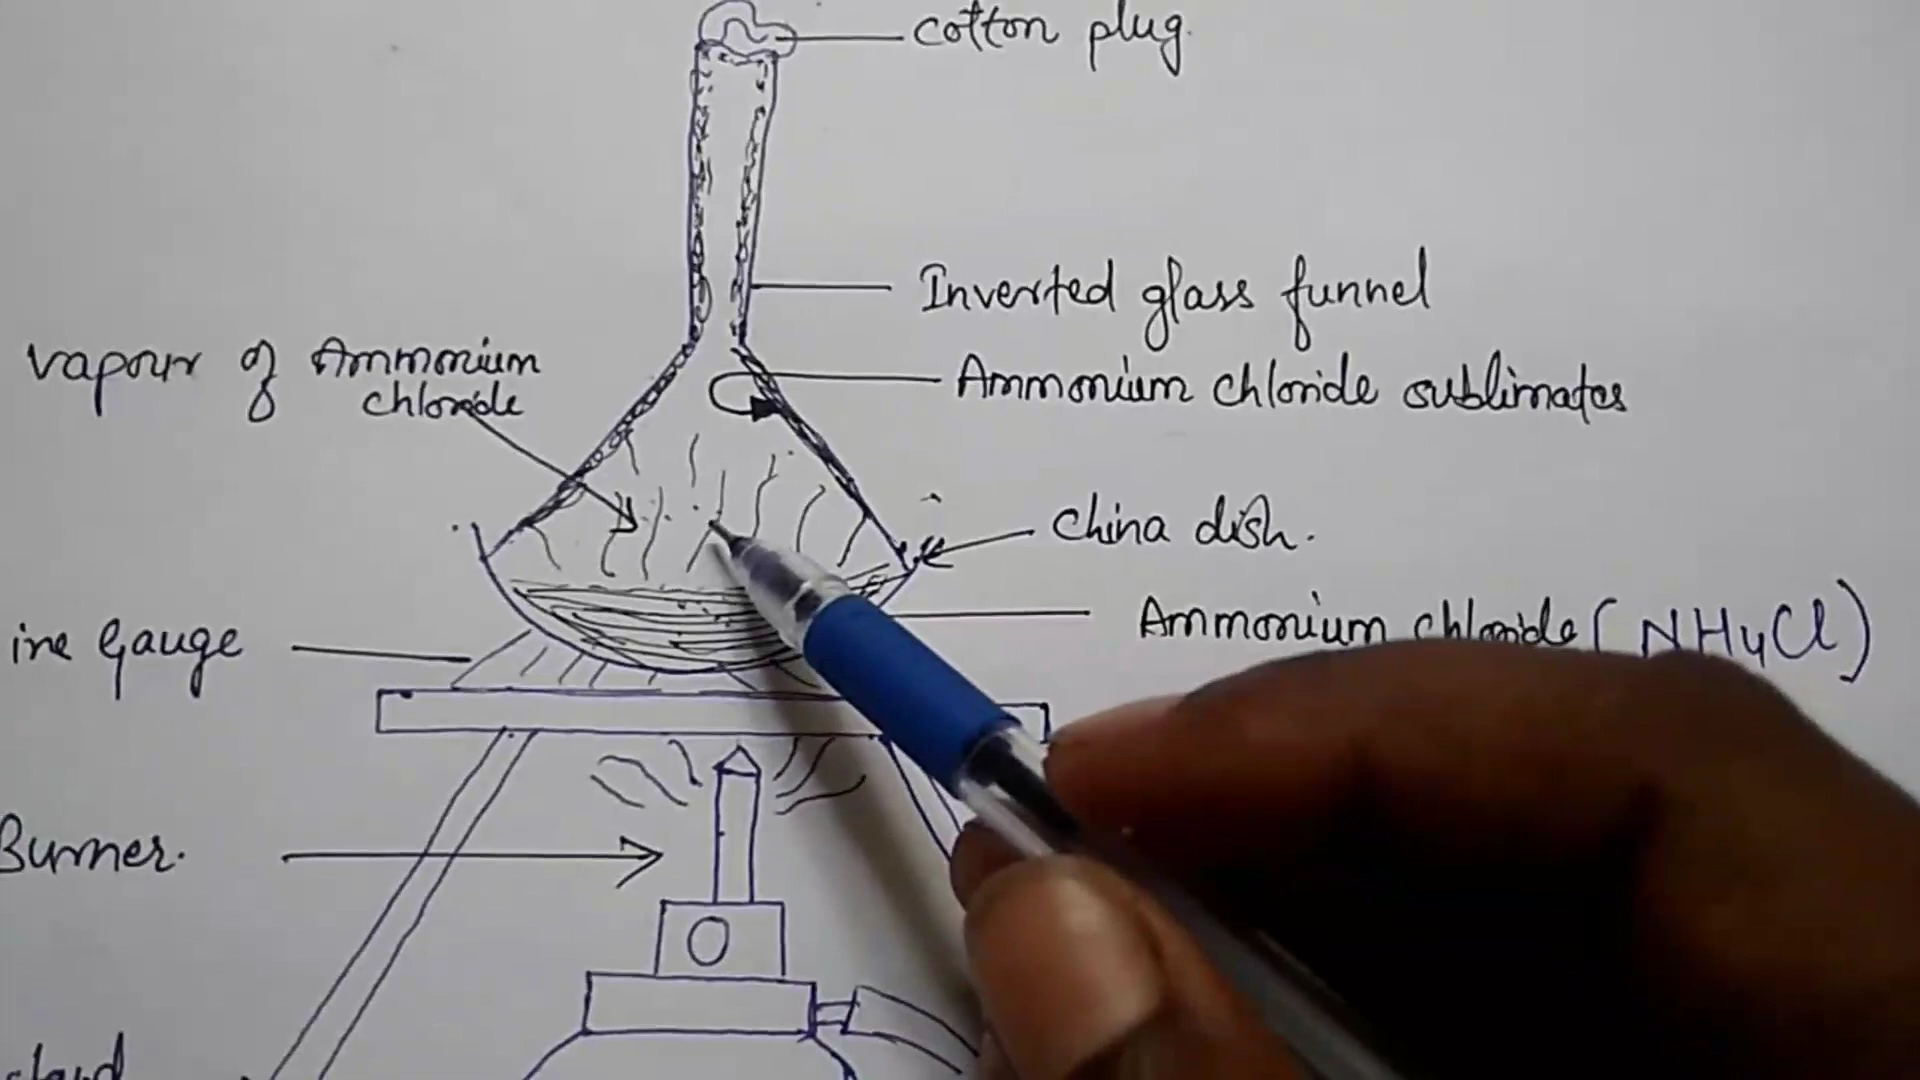 cotton plug.
Inverted glass funnel
vapour of Ammonium
chloride
Ammonium chloride sublimates
China dish.
Ammonium chloride (NH4Cl)
ire Gauge
Burner.
stand